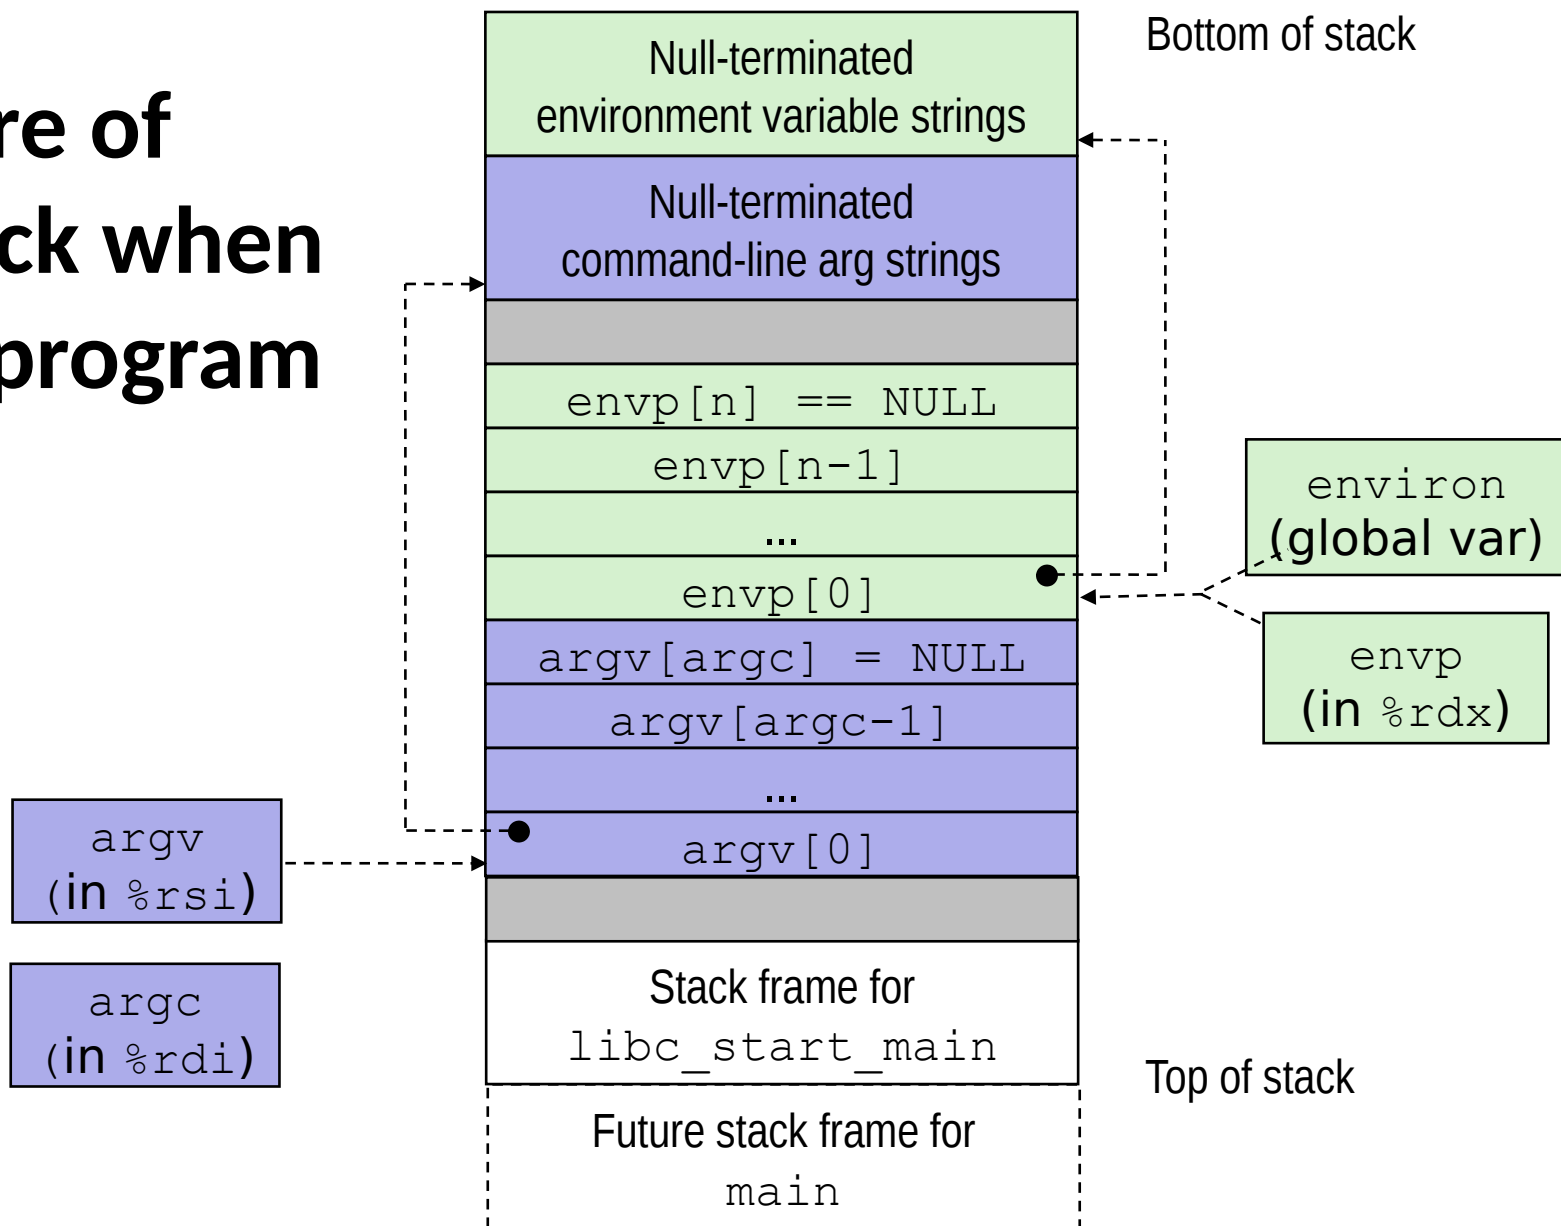 re of
ck when
program
Bottom of stack
Null-terminated
environment variable strings
Null-terminated
command-line arg strings
envp[n] == NULL
envp[n-1]
...
envp[0]
environ
(global var)
argv[argc] = NULL
envp
(in %rdx)
argv[argc-1]
...
argv[0]
argv
(in %rsi)
argc
(in %rdi)
Stack frame for
libc_start_main
Top of stack
Future stack frame for
main